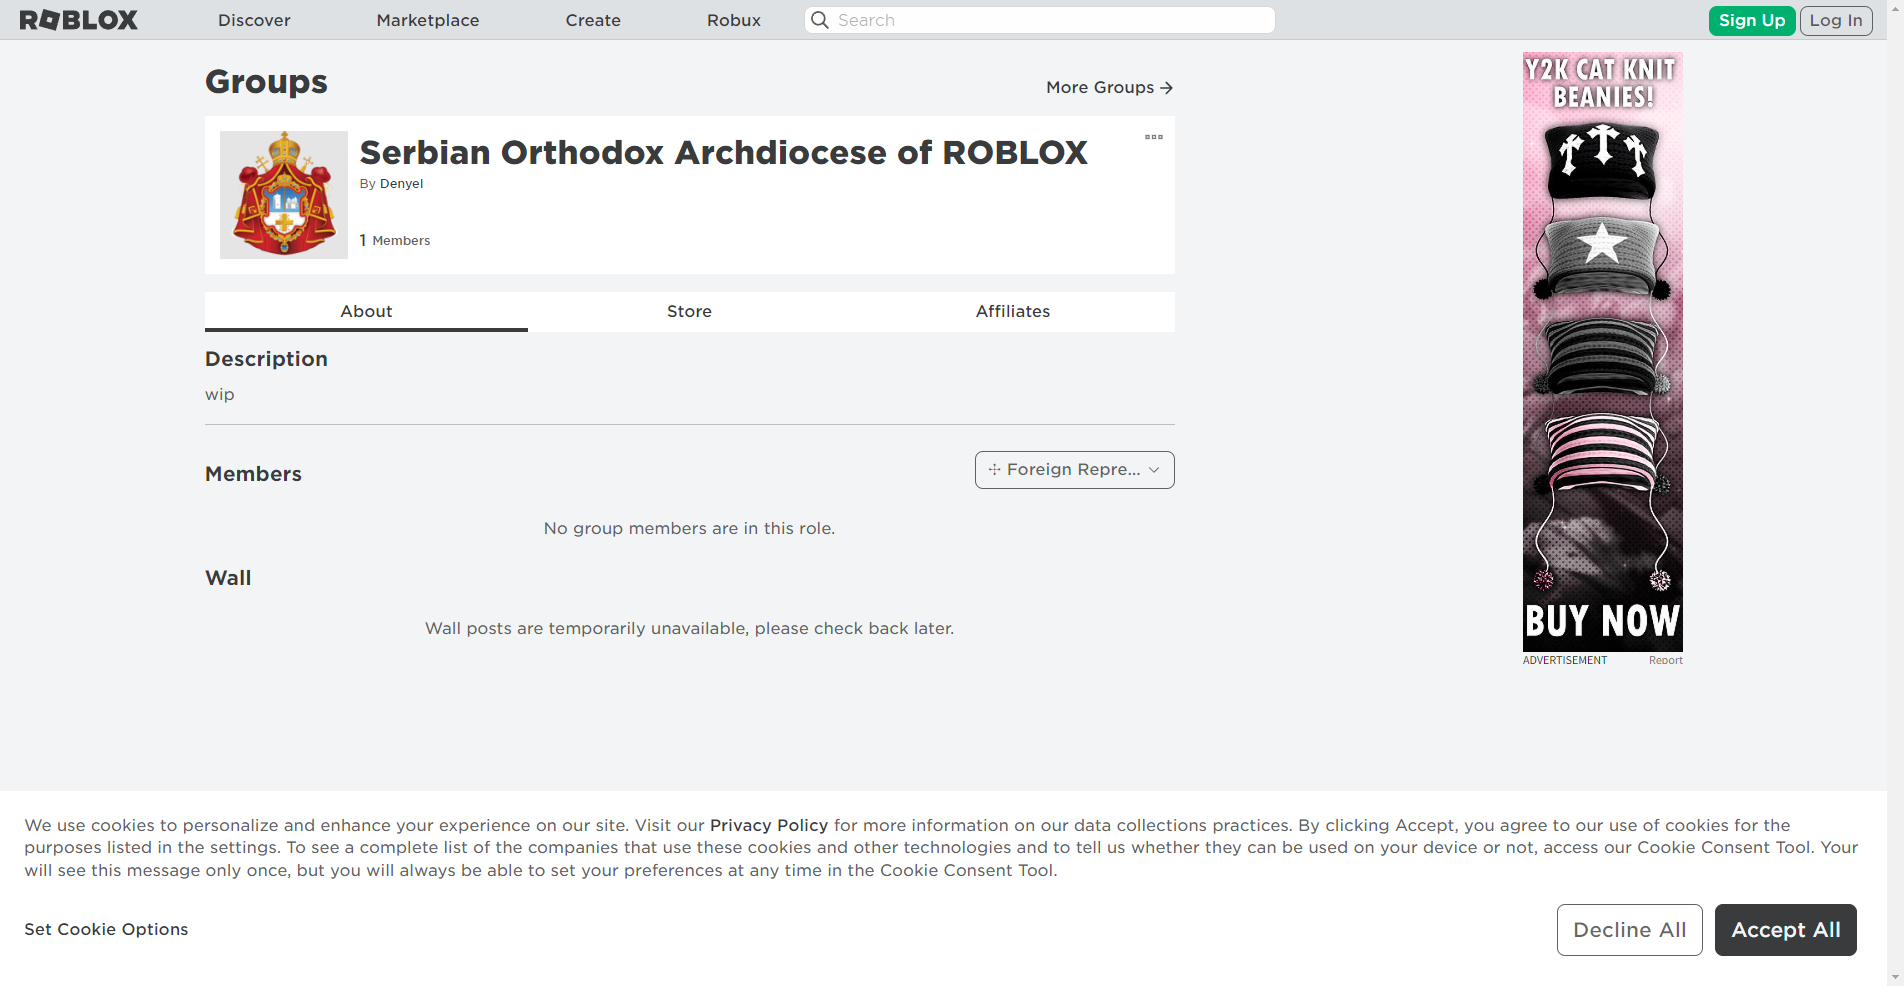 ROBLOX
Discover
Marketplace
Create
Robux
Search
Sign Up
Log In
Groups
More Groups →
Serbian Orthodox Archdiocese of ROBLOX
By Denyel
1 Members
About
Store
Affiliates
Description
wip
Members
⊹ Foreign Repre...
No group members are in this role.
Wall
Wall posts are temporarily unavailable, please check back later.
Y2K CAT KNIT
BEANIES!
BUY NOW
ADVERTISEMENT
Report
We use cookies to personalize and enhance your experience on our site. Visit our Privacy Policy for more information on our data collections practices. By clicking Accept, you agree to our use of cookies for the
purposes listed in the settings. To see a complete list of the companies that use these cookies and other technologies and to tell us whether they can be used on your device or not, access our Cookie Consent Tool. Your
will see this message only once, but you will always be able to set your preferences at any time in the Cookie Consent Tool.
Set Cookie Options
Decline All
Accept All